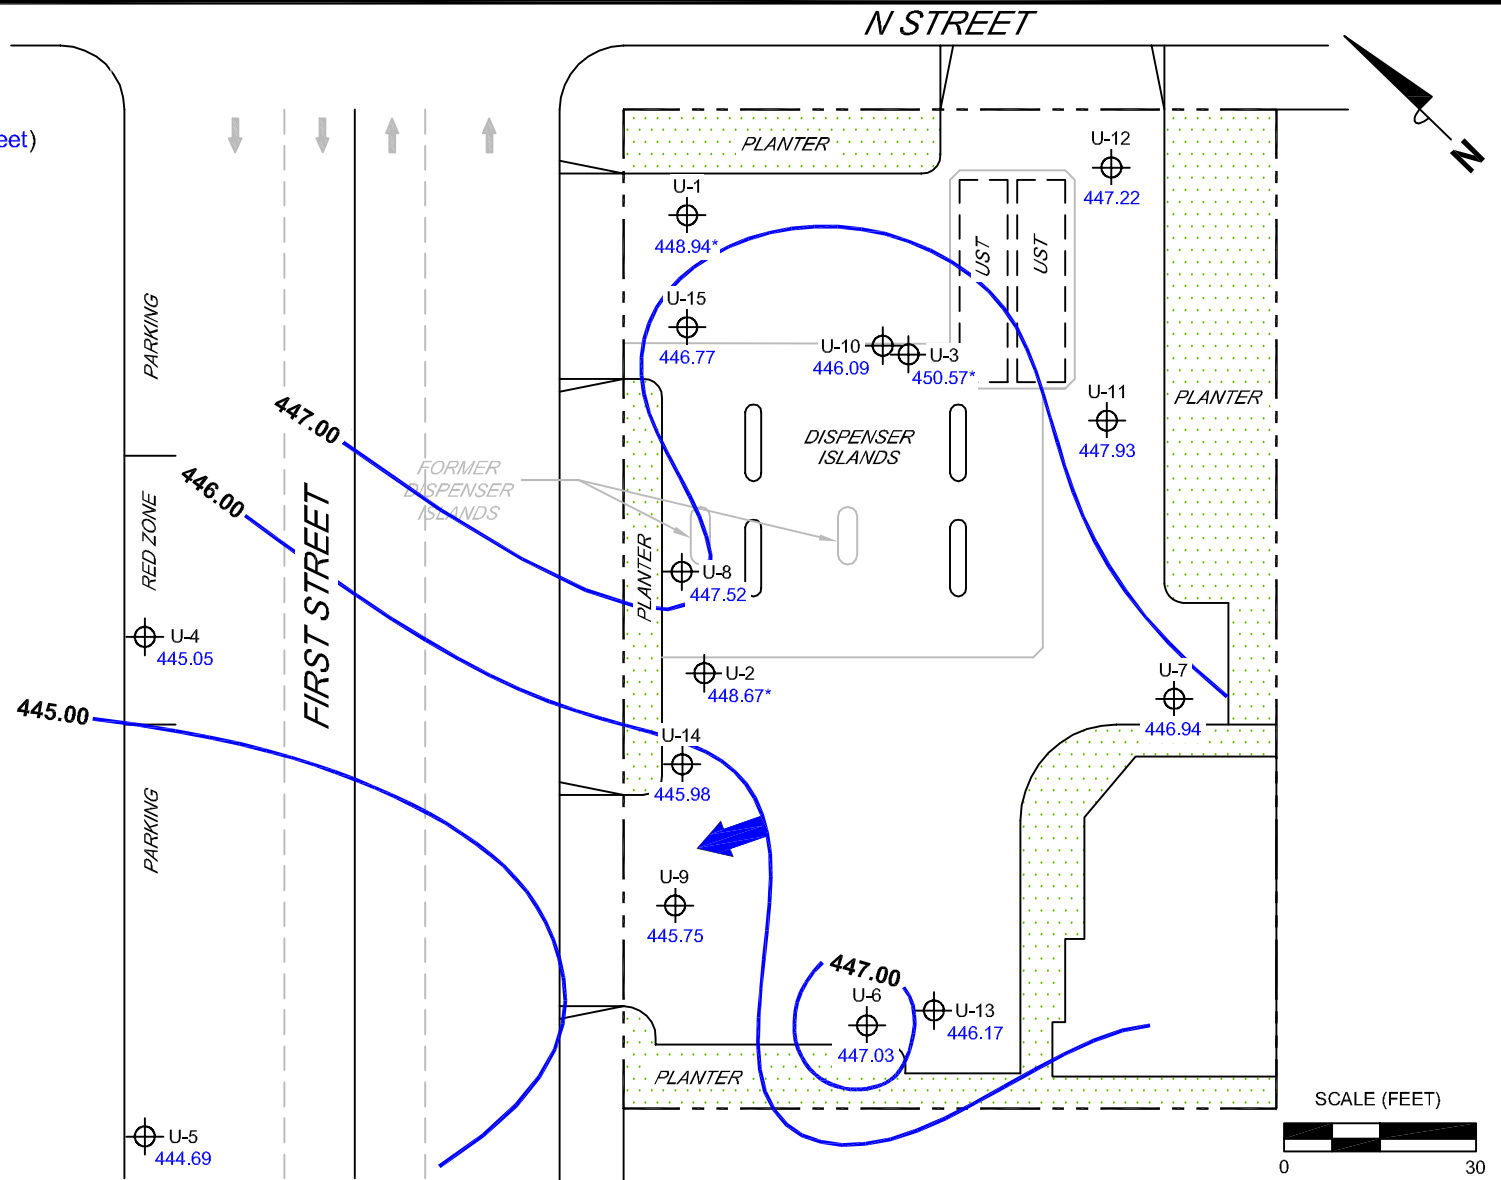 N STREET
eet)
N
PLANTER
U-12
447.22
U-1
448.94*
UST
UST
U-15
446.77
U-10
446.09
U-3
450.57*
PARKING
PLANTER
U-11
447.93
447.00
DISPENSER
ISLANDS
FORMER
DISPENSER
ISLANDS
446.00
RED ZONE
FIRST STREET
PLANTER
U-8
447.52
U-4
445.05
U-2
448.67*
U-7
446.94
445.00
U-14
445.98
PARKING
U-9
445.75
447.00
U-6
447.03
U-13
446.17
PLANTER
U-5
444.69
SCALE (FEET)
0 30